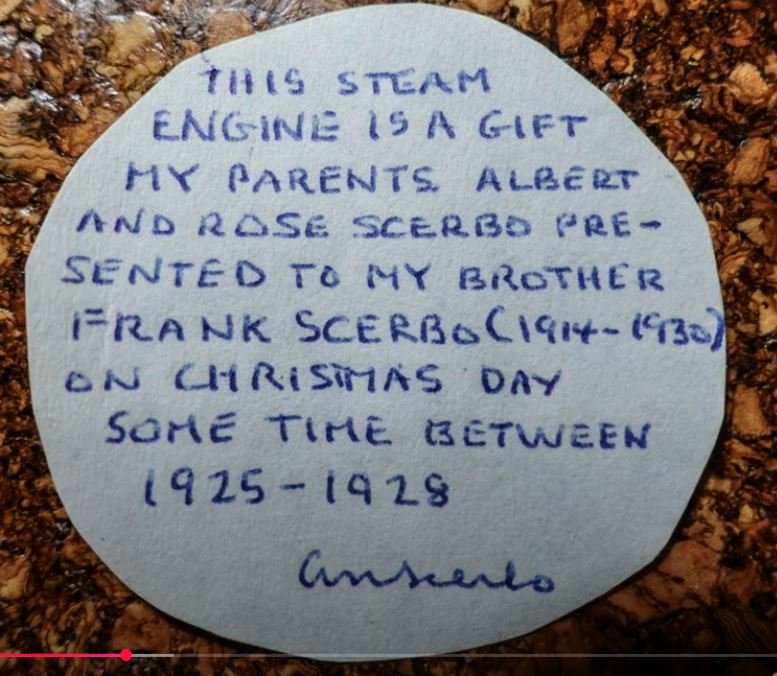 THIS STEAM
ENGINE IS A GIFT
MY PARENTS ALBERT
AND ROSE SCERBO PRE-
SENTED TO MY BROTHER
FRANK SCERBO (1914-1930)
ON CHRISTMAS DAY
SOME TIME BETWEEN
1925-1928